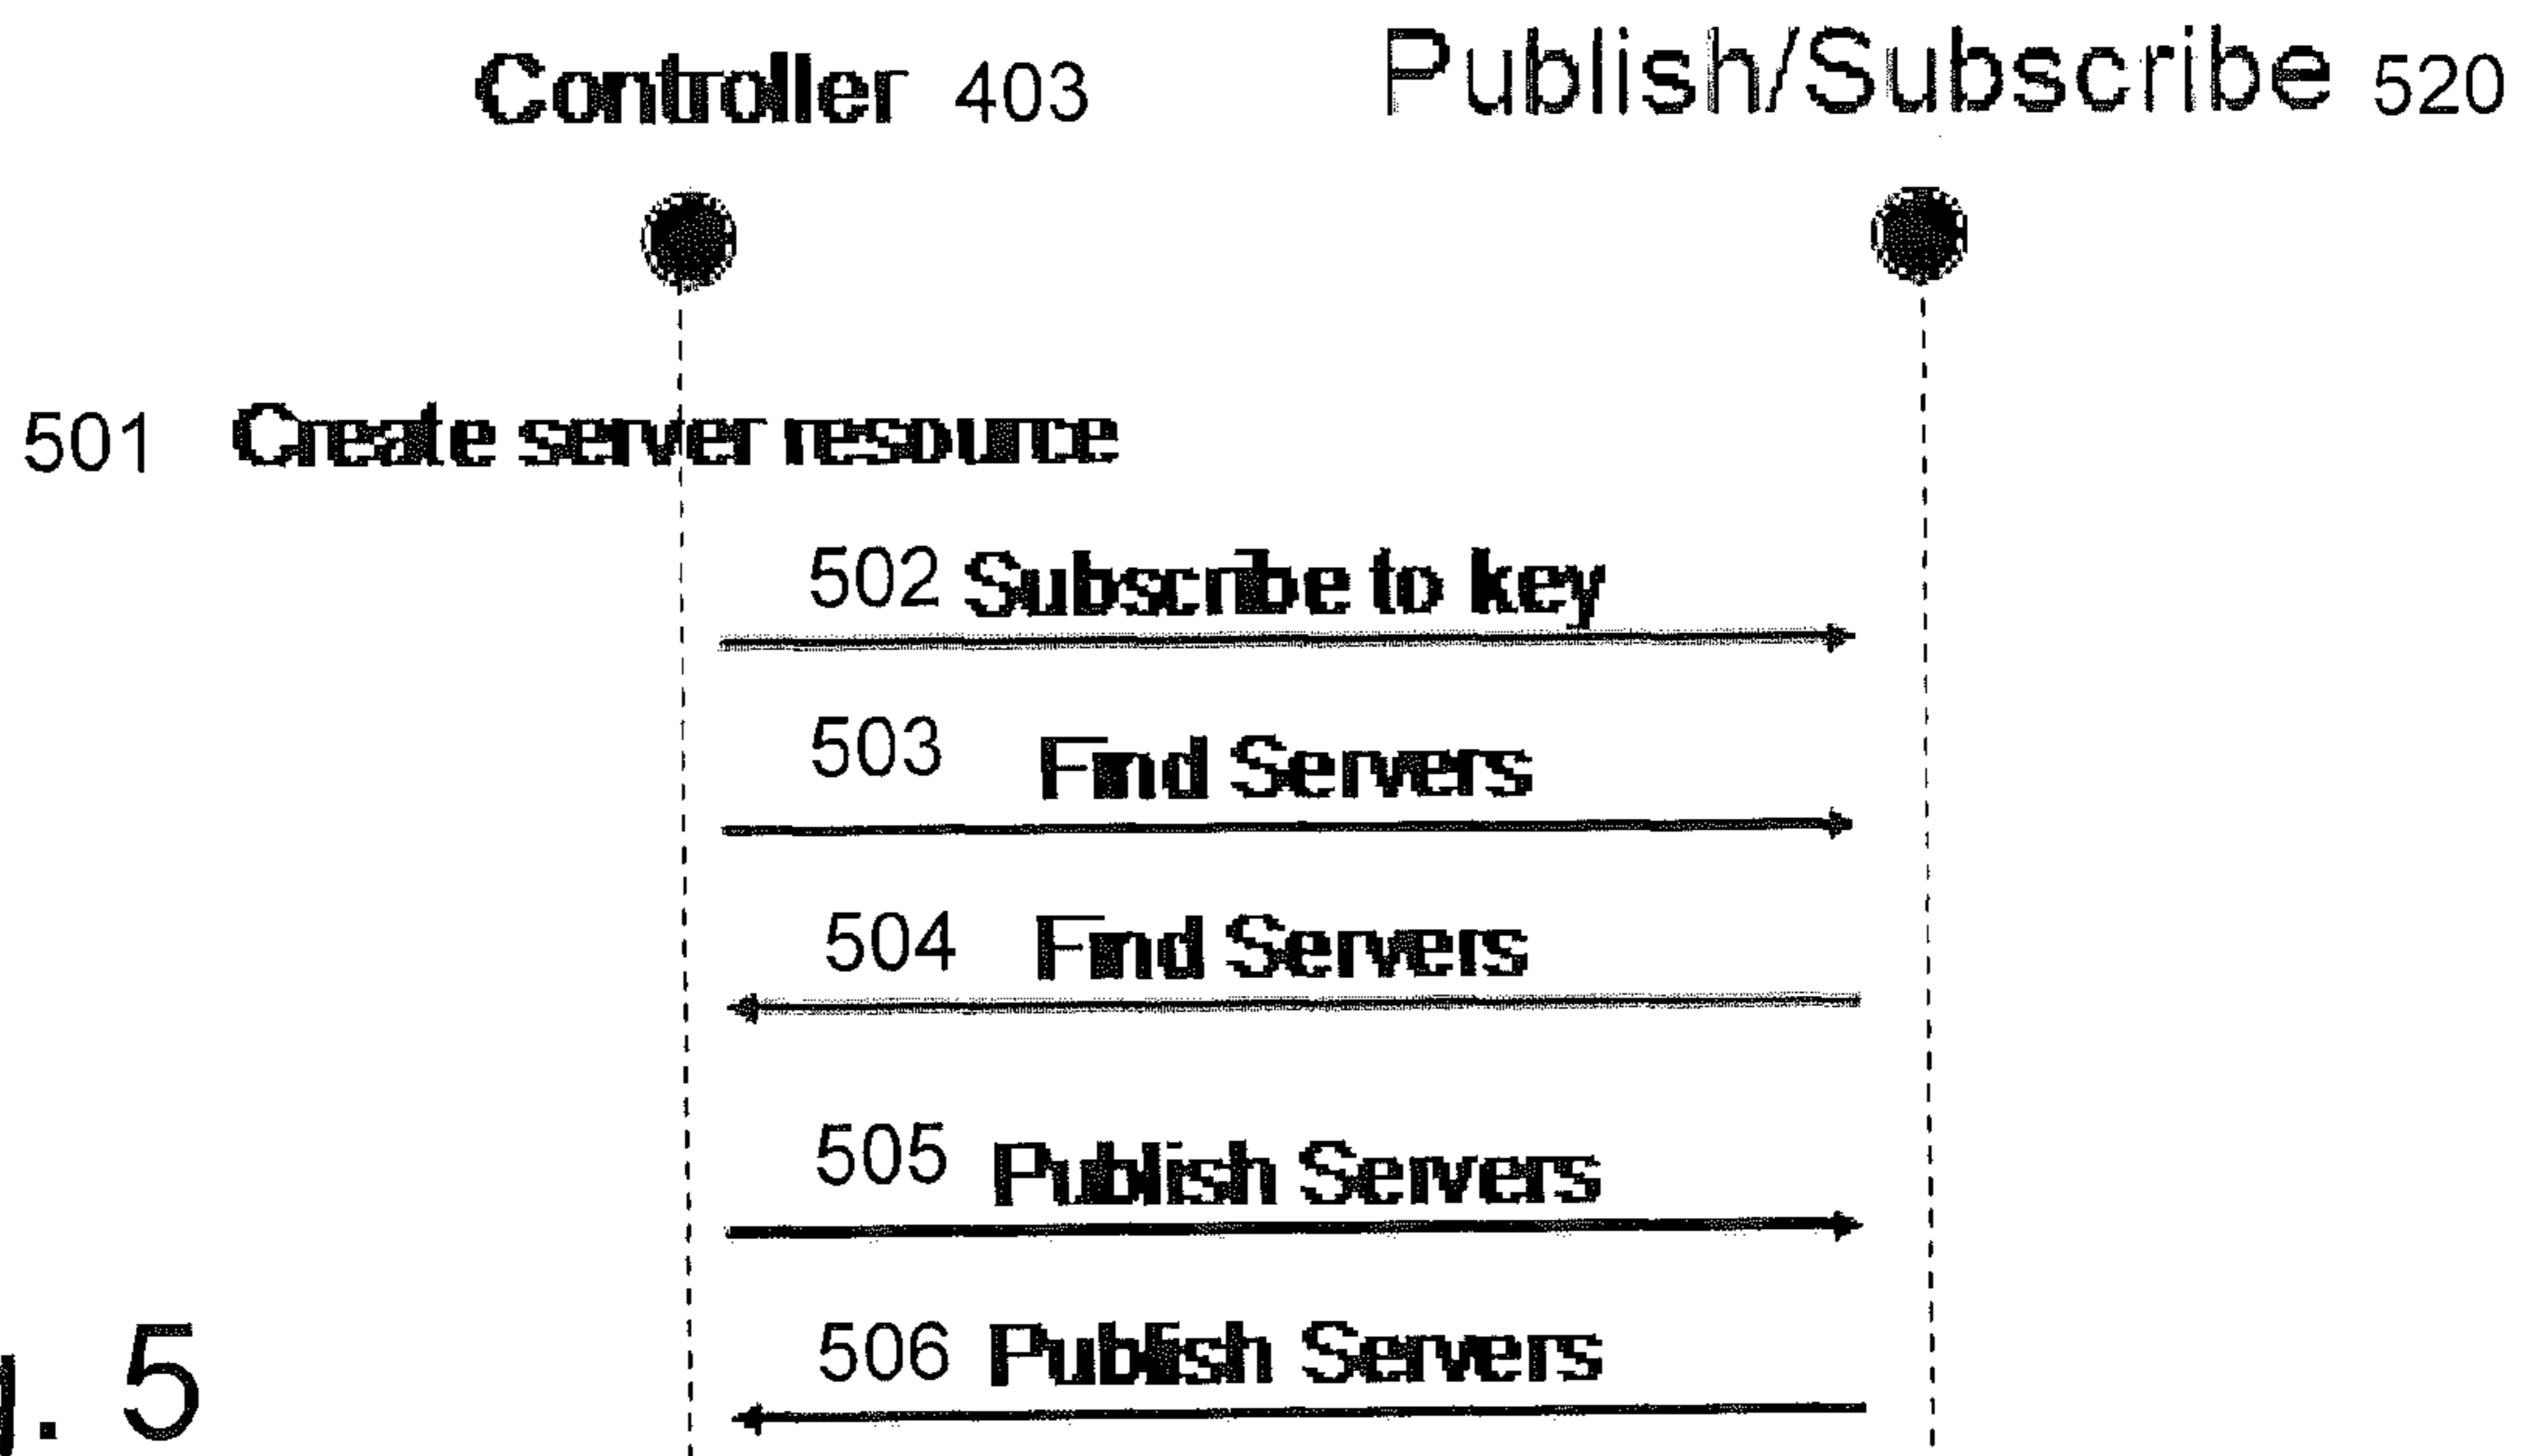 Controller 403
Publish/Subscribe 520
501 Create server resource
502 Subscribe to key
503 Find Servers
504 Find Servers
505 Publish Servers
506 Publish Servers
. 5